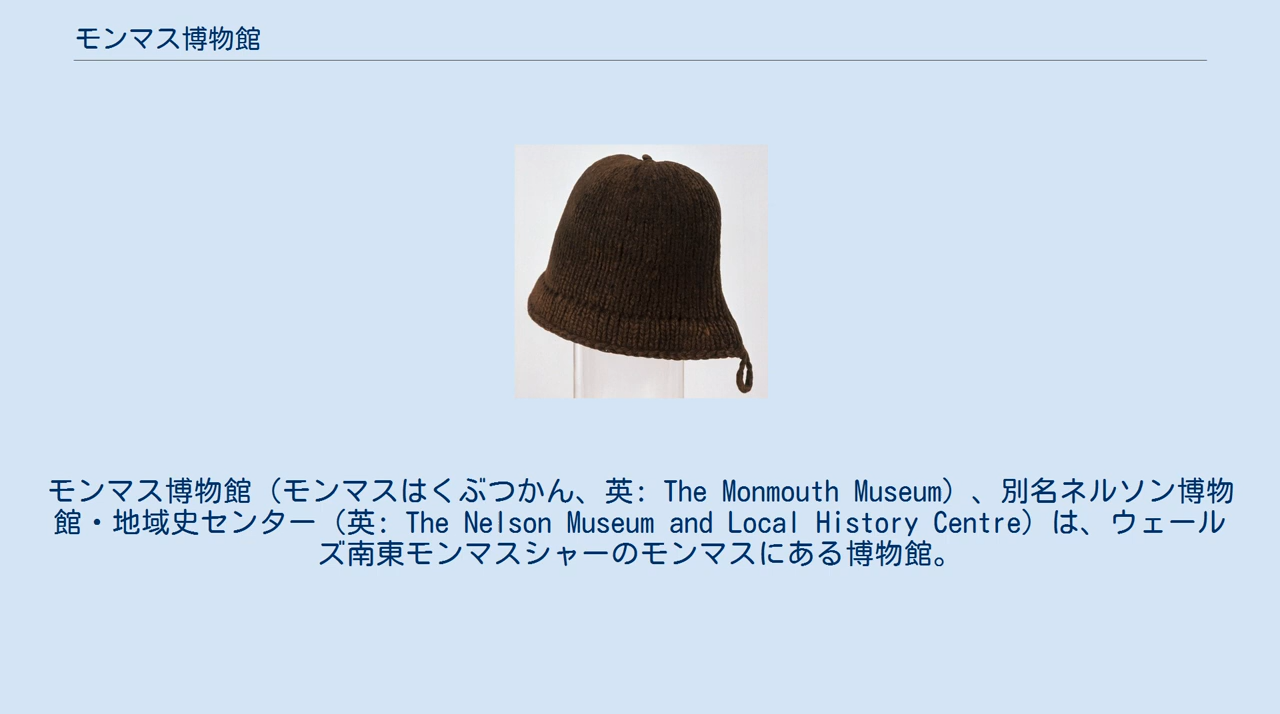 モンマス博物館
モンマス博物館（モンマスはくぶつかん、英: The Monmouth Museum）、別名ネルソン博物
館・地域史センター（英: The Nelson Museum and Local History Centre）は、ウェール
ズ南東モンマスシャーのモンマスにある博物館。